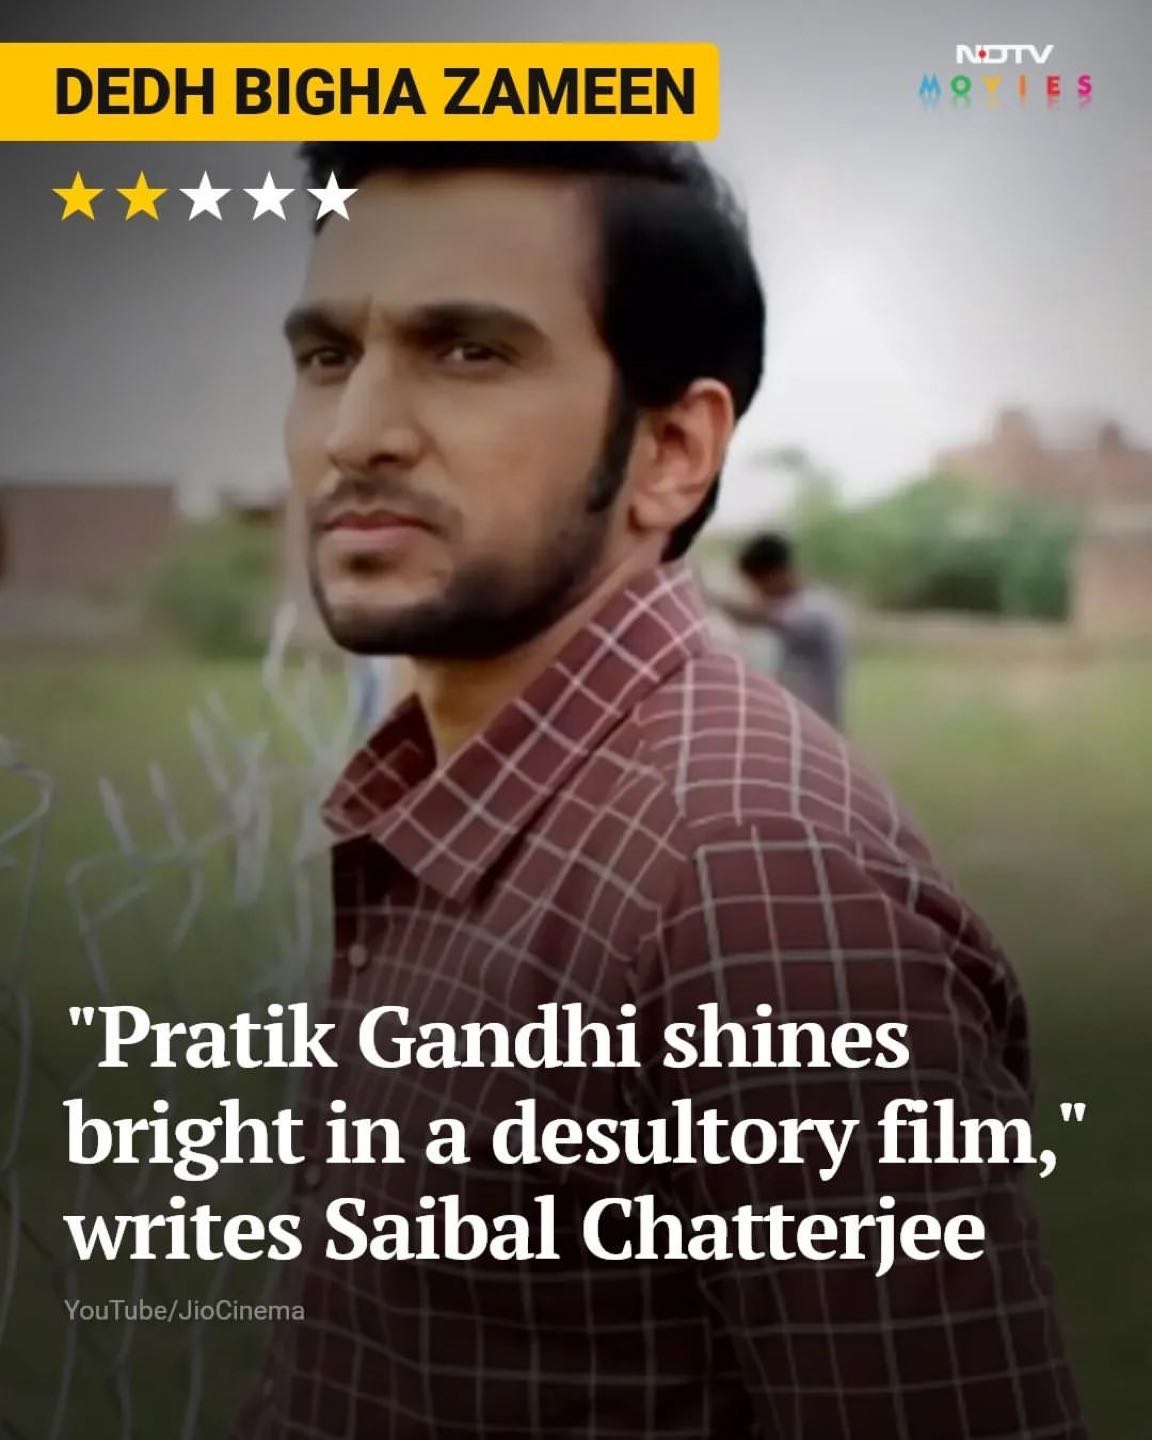 DEDH BIGHA ZAMEEN
NDTV
MOVIES
"Pratik Gandhi shines
bright in a desultory film,"
writes Saibal Chatterjee
YouTube/JioCinema